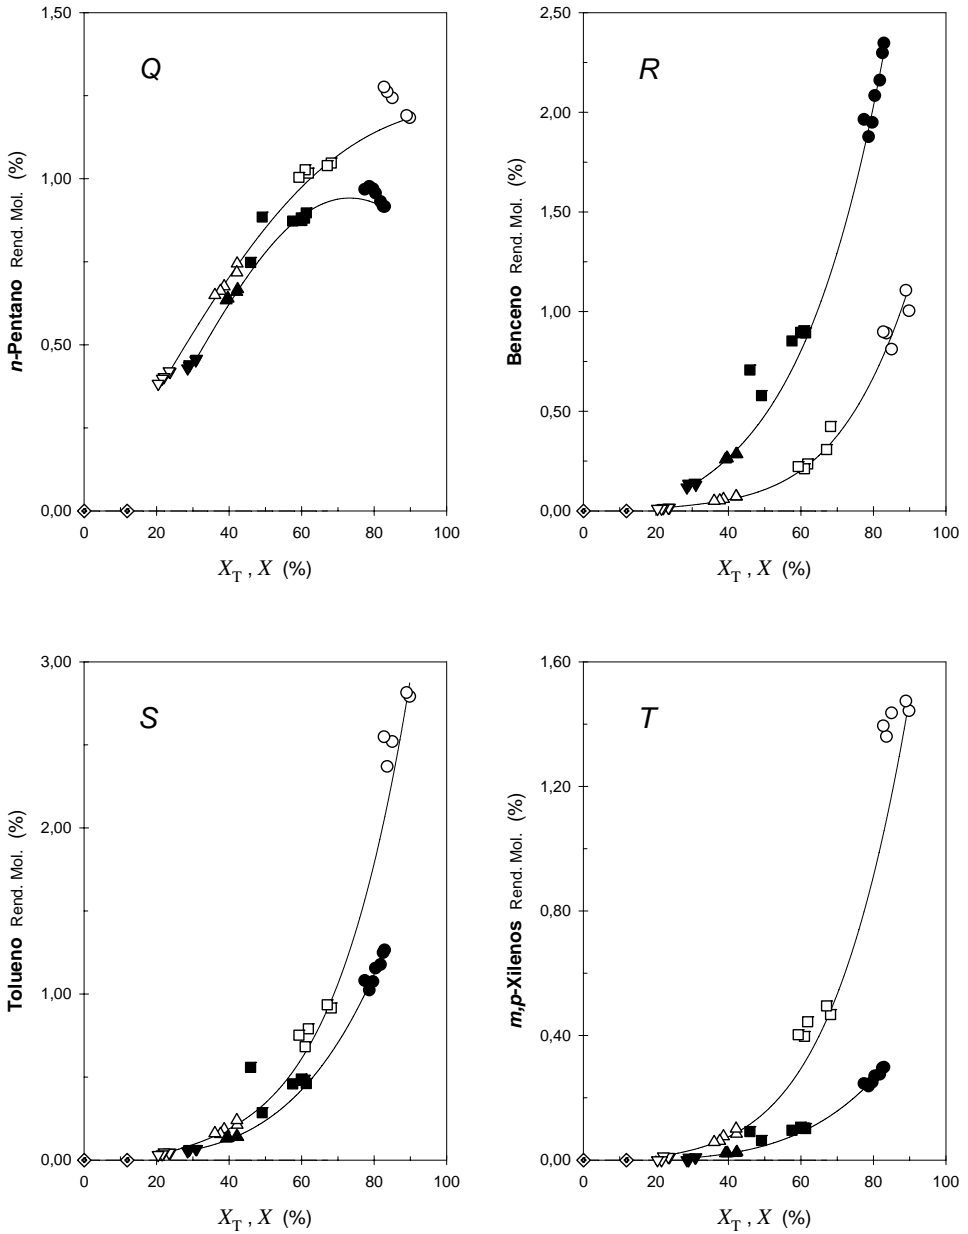 Q
n-Pentano Rend. Mol. (%)
1,50
1,00
0,50
0,00
0 20 40 60 80 100
X_T , X (%)
R
Benceno Rend. Mol. (%)
2,50
2,00
1,50
1,00
0,50
0,00
0 20 40 60 80 100
X_T , X (%)
S
Tolueno Rend. Mol. (%)
3,00
2,00
1,00
0,00
0 20 40 60 80 100
X_T , X (%)
T
m,p-Xilenos Rend. Mol. (%)
1,60
1,20
0,80
0,40
0,00
0 20 40 60 80 100
X_T , X (%)